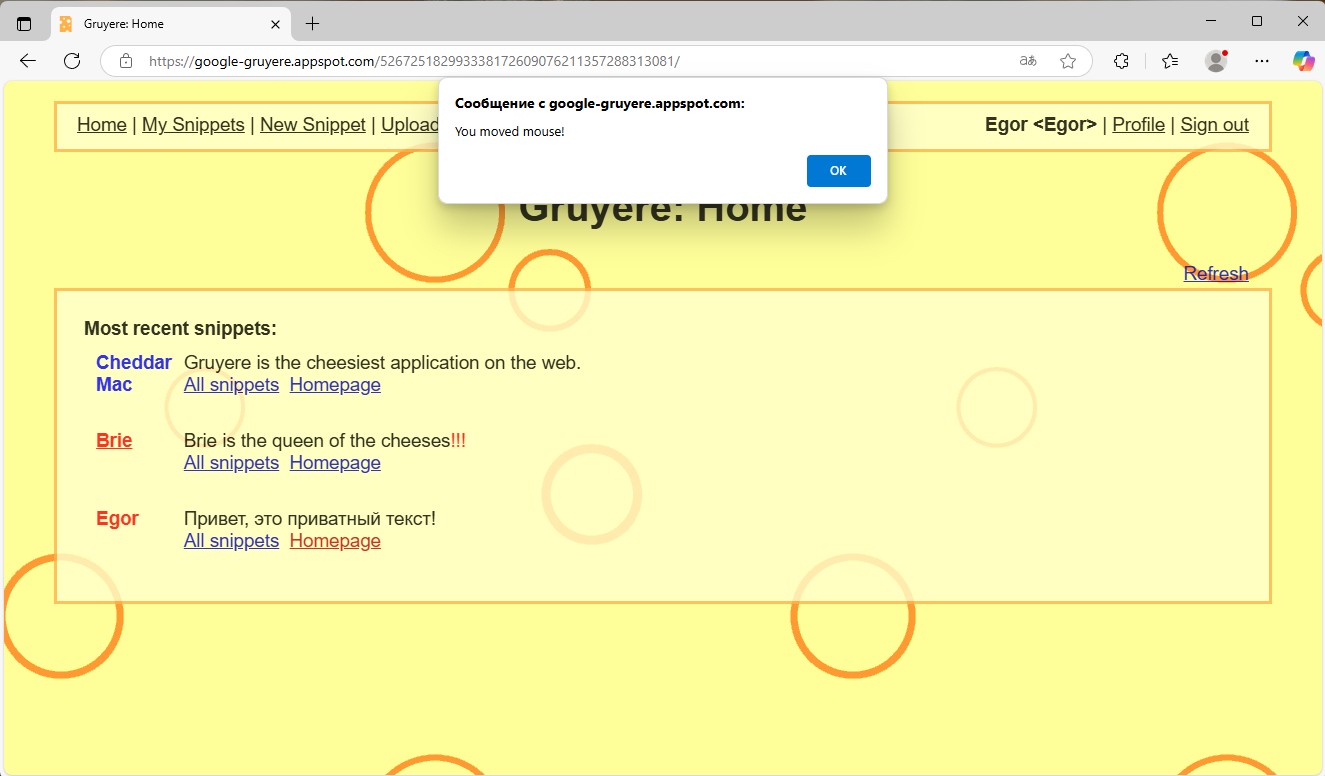 Gruyere: Home
https://google-gruyere.appspot.com/526725182993338172609076211357288313081/
Сообщение с google-gruyere.appspot.com:
You moved mouse!
OK
Home | My Snippets | New Snippet | Upload
Egor <Egor> | Profile | Sign out
Gruyere: Home
Refresh
Most recent snippets:
Cheddar Mac
Gruyere is the cheesiest application on the web.
All snippets Homepage
Brie
Brie is the queen of the cheeses!!!
All snippets Homepage
Egor
Привет, это приватный текст!
All snippets Homepage